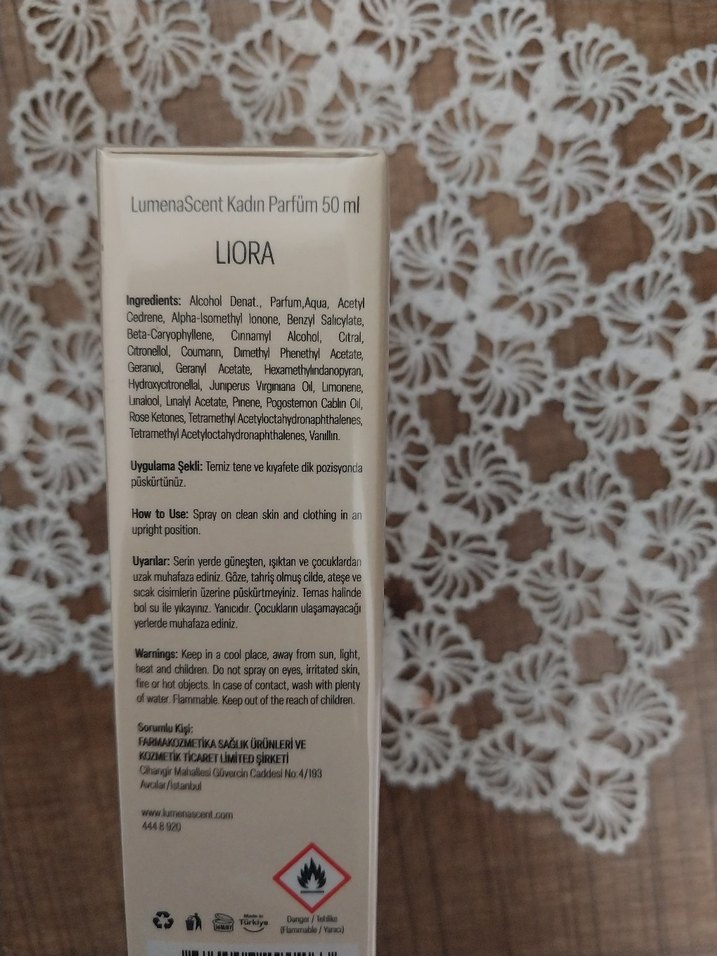 LumenaScent Kadın Parfüm 50 ml
LIORA
Ingredients: Alcohol Denat., Parfum,Aqua, Acetyl
Cedrene, Alpha-Isomethyl Ionone, Benzyl Salicylate,
Beta-Caryophyllene, Cinnamyl Alcohol, Citral,
Citronellol, Coumarin, Dimethyl Phenethyl Acetate,
Geraniol, Geranyl Acetate, Hexamethylindanopyran,
Hydroxycitronellal, Juniperus Virginiana Oil, Limonene,
Linalool, Linalyl Acetate, Pinene, Pogostemon Cablin Oil,
Rose Ketones, Tetramethyl Acetyloctahydronaphthalenes,
Tetramethyl Acetyloctahydronaphthalenes, Vanillin.
Uygulama Şekli: Temiz tene ve kıyafete dik pozisyonda
püskürtünüz.
How to Use: Spray on clean skin and clothing in an
upright position.
Uyarılar: Serin yerde güneşten, ışıktan ve çocuklardan
uzak muhafaza ediniz. Göze, tahriş olmuş cilde, ateşe ve
sıcak cisimlerin üzerine püskürtmeyiniz. Temas halinde
bol su ile yıkayınız. Yanıcıdır. Çocukların ulaşamayacağı
yerlerde muhafaza ediniz.
Warnings: Keep in a cool place, away from sun, light,
heat and children. Do not spray on eyes, irritated skin,
fire or hot objects. In case of contact, wash with plenty
of water. Flammable. Keep out of the reach of children.
Sorumlu Kişi:
FARMAKOZMETIKA SAĞLIK ÜRÜNLERİ VE
KOZMETİK TİCARET LİMİTED ŞİRKETİ
Cihangir Mahallesi Güvercin Caddesi No:4/193
Avcılar/İstanbul
www.lumenascent.com
444 8 920
Made in
Türkiye
Danger / Tehlike
(Flammable / Yanıcı)